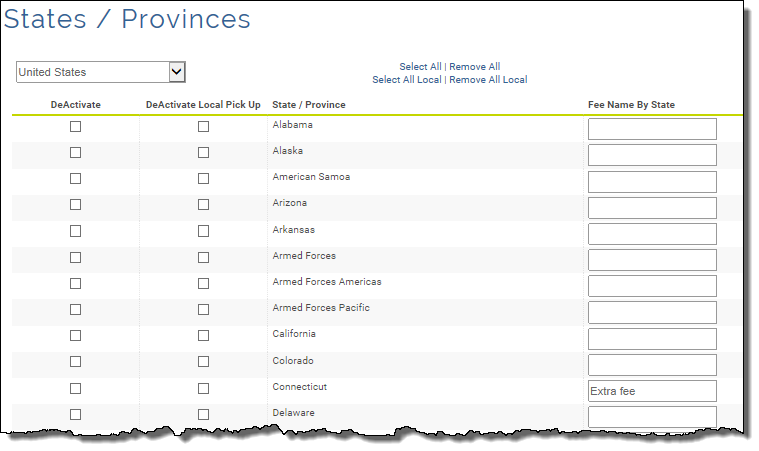 States / Provinces
United States
Select All | Remove All
Select All Local | Remove All Local
DeActivate DeActivate Local Pick Up State / Province Fee Name By State
Alabama
Alaska
American Samoa
Arizona
Arkansas
Armed Forces
Armed Forces Americas
Armed Forces Pacific
California
Colorado
Connecticut Extra fee
Delaware